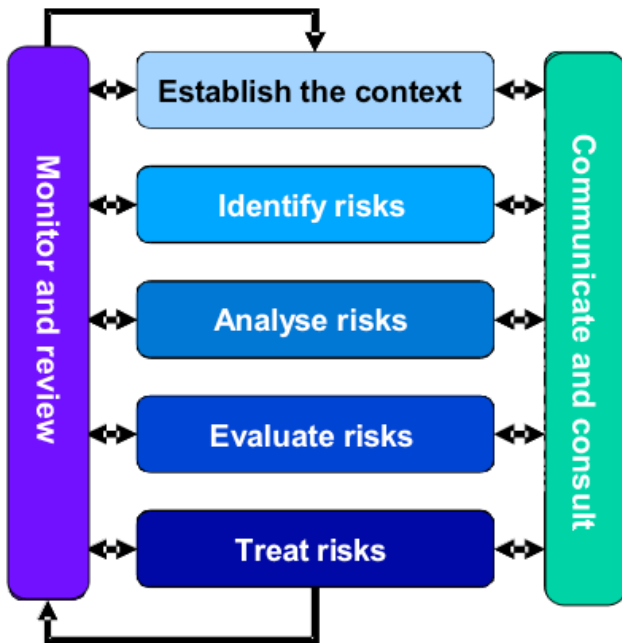 Establish the context
Identify risks
Analyse risks
Evaluate risks
Treat risks
Monitor and review
Communicate and consult